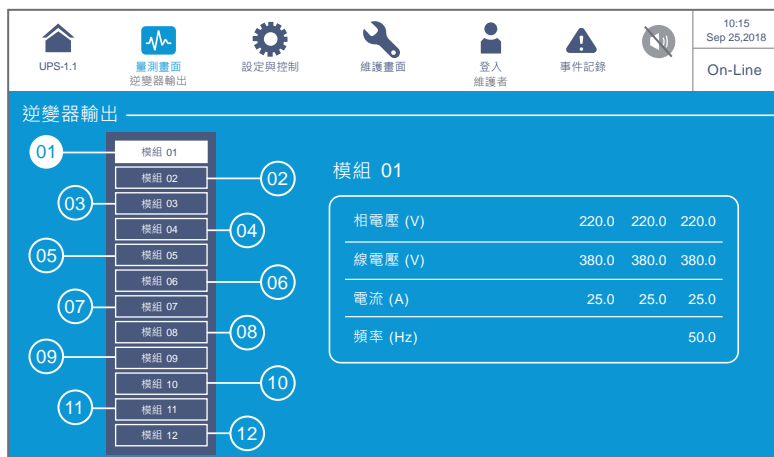 UPS-1.1
量測畫面
逆變器輸出
設定與控制
維護畫面
登入
維護者
事件記錄
10:15
Sep 25,2018
On-Line
逆變器輸出
01 模組 01
模組 02 02
03 模組 03
模組 04 04
05 模組 05
模組 06 06
07 模組 07
模組 08 08
09 模組 09
模組 10 10
11 模組 11
模組 12 12
模組 01
相電壓 (V) 220.0 220.0 220.0
線電壓 (V) 380.0 380.0 380.0
電流 (A) 25.0 25.0 25.0
頻率 (Hz) 50.0